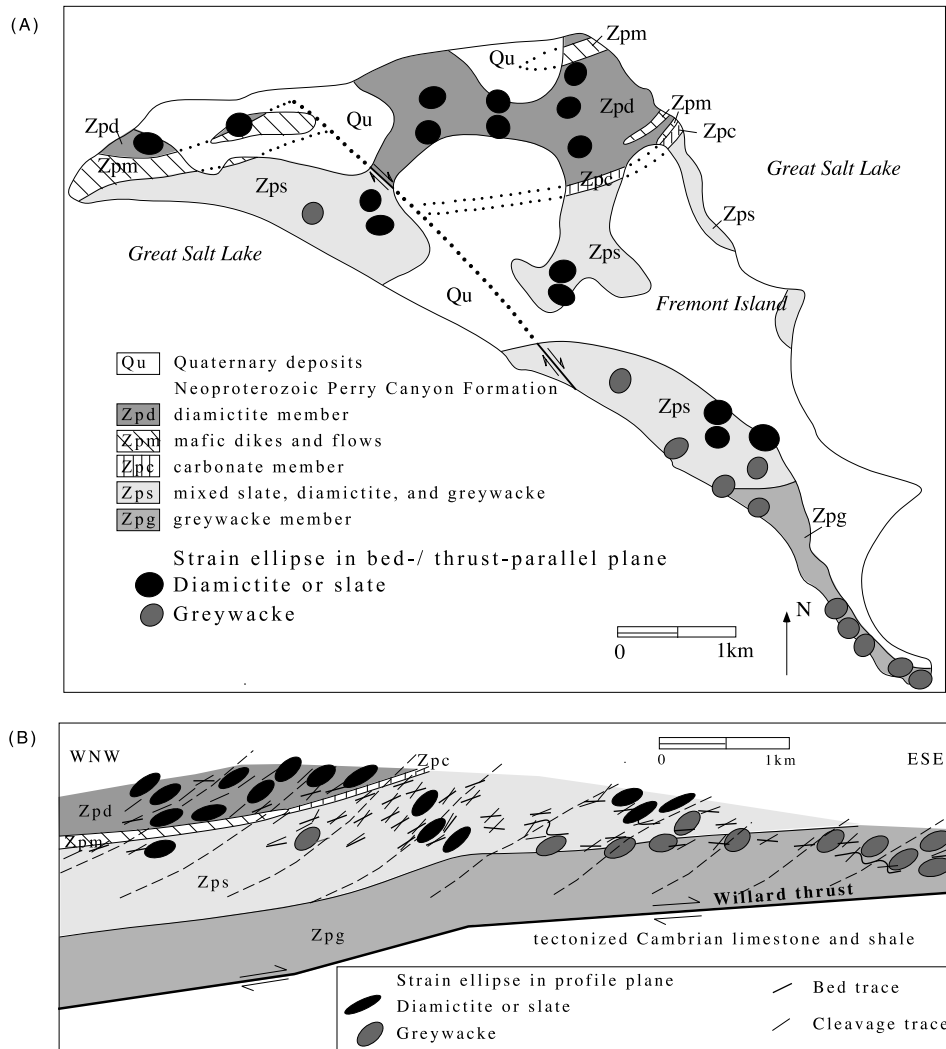 (A)
Zpm
Qu
Zpd
Zpm
Zpd
Zpc
Qu
Zpm
Great Salt Lake
Zps
Zpc
Zps
Zps
Great Salt Lake
Qu
Fremont Island
Qu Quaternary deposits
Neoproterozoic Perry Canyon Formation
Zpd diamictite member
Zpm mafic dikes and flows
Zps
Zpc carbonate member
Zps mixed slate, diamictite, and greywacke
Zpg greywacke member
Zpg
Strain ellipse in bed-/ thrust-parallel plane
Diamictite or slate
Greywacke
N
0 1km
(B)
WNW
ESE
Zpc
0 1km
Zpd
Zpm
Zps
Willard thrust
Zpg
tectonized Cambrian limestone and shale
Strain ellipse in profile plane
Diamictite or slate
Greywacke
Bed trace
Cleavage trace